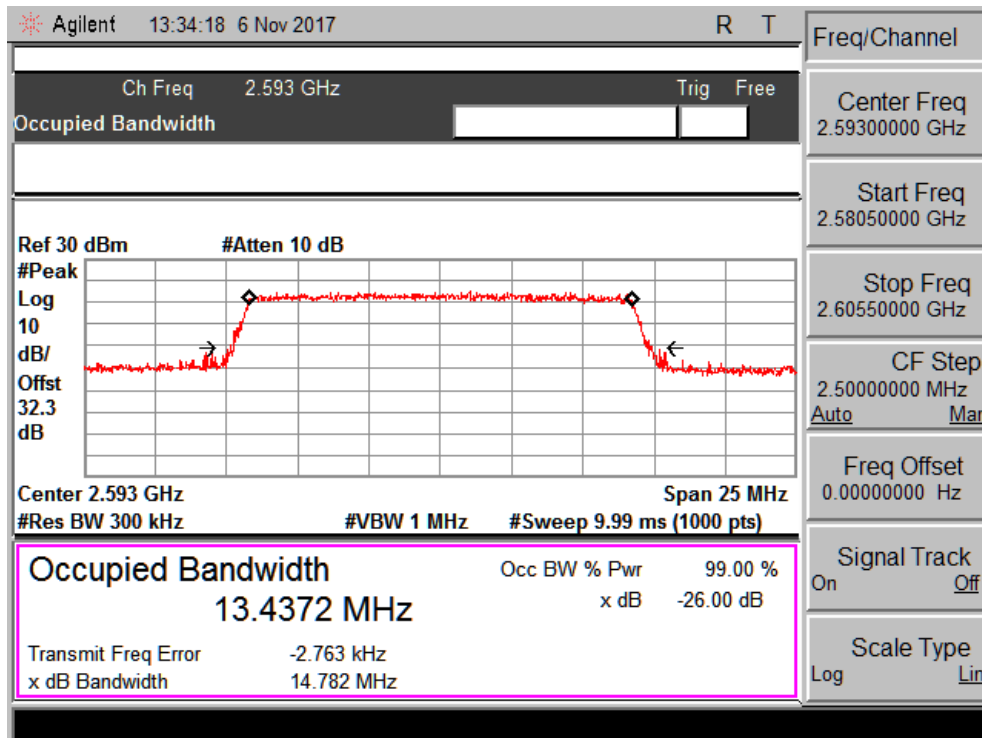 Agilent 13:34:18 6 Nov 2017 R T
Ch Freq 2.593 GHz Trig Free
Occupied Bandwidth
Ref 30 dBm #Atten 10 dB
#Peak
Log
10
dB/
Offst
32.3
dB
Center 2.593 GHz Span 25 MHz
#Res BW 300 kHz #VBW 1 MHz #Sweep 9.99 ms (1000 pts)
Occupied Bandwidth Occ BW % Pwr 99.00 %
13.4372 MHz x dB -26.00 dB
Transmit Freq Error -2.763 kHz
x dB Bandwidth 14.782 MHz
Freq/Channel
Center Freq
2.59300000 GHz
Start Freq
2.58050000 GHz
Stop Freq
2.60550000 GHz
CF Step
2.50000000 MHz
Auto Man
Freq Offset
0.00000000 Hz
Signal Track
On Off
Scale Type
Log Lin